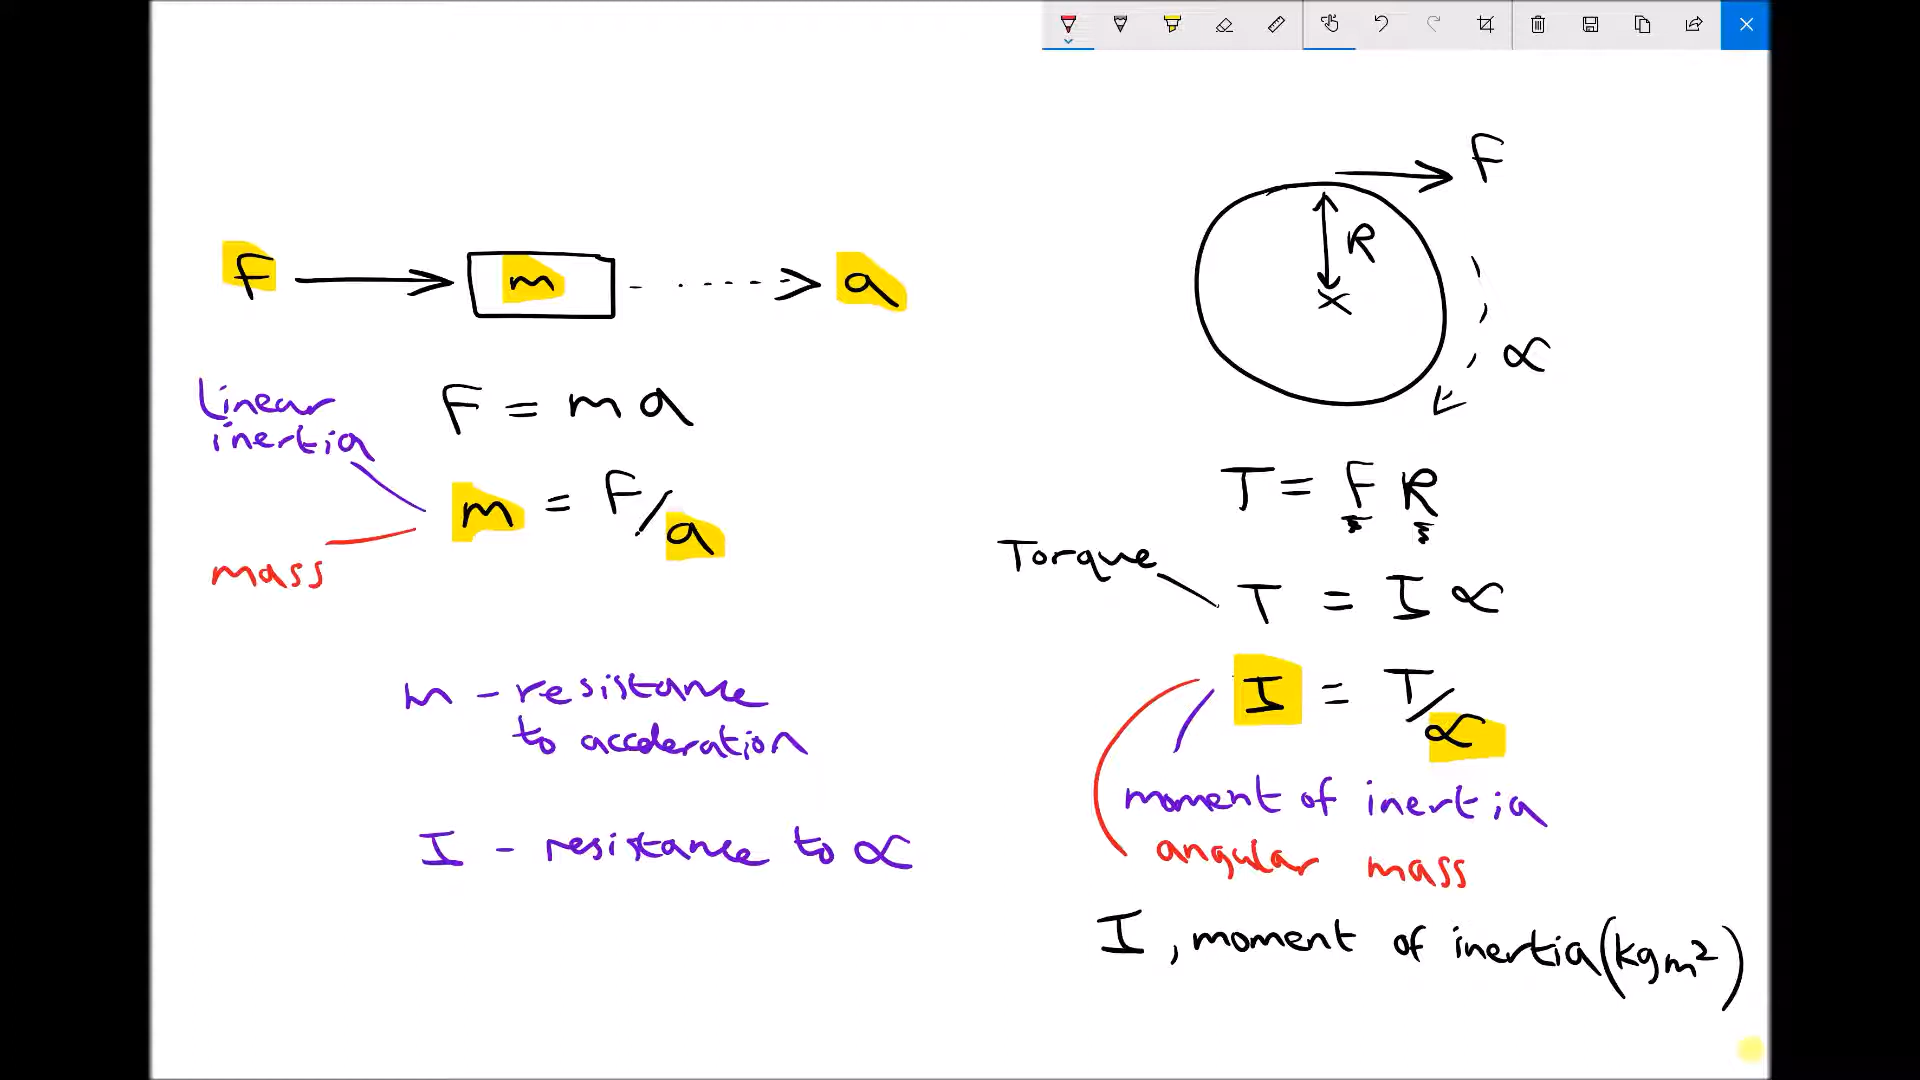 F
m
a
Linear
inertia
F = ma
m = F/a
mass
m - resistance
to acceleration
I - resistance to ∝
F
R
x
∝
T = F R
Torque
T = I ∝
I = T/∝
moment of inertia
angular mass
I, moment of inertia (kgm²)